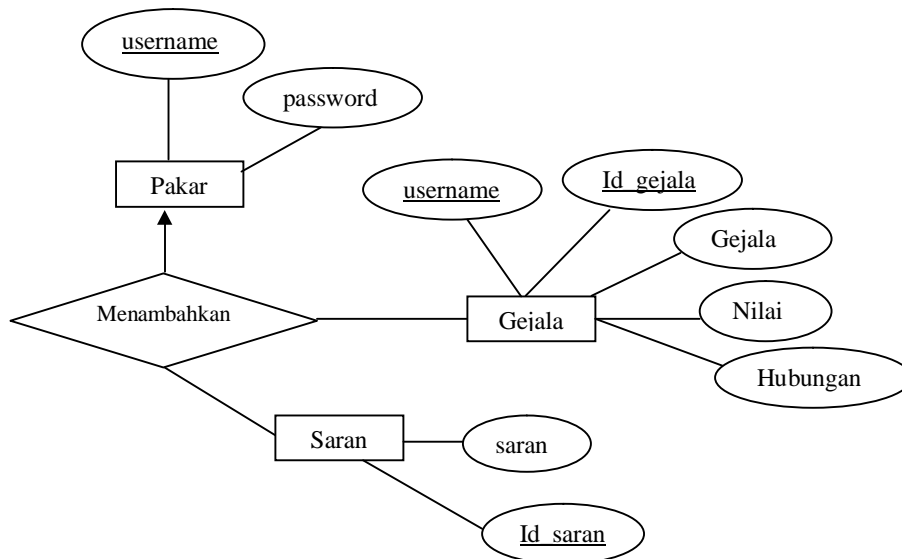 username
password
Pakar
username
Id_gejala
Gejala
Menambahkan
Gejala
Nilai
Hubungan
Saran
saran
Id_saran